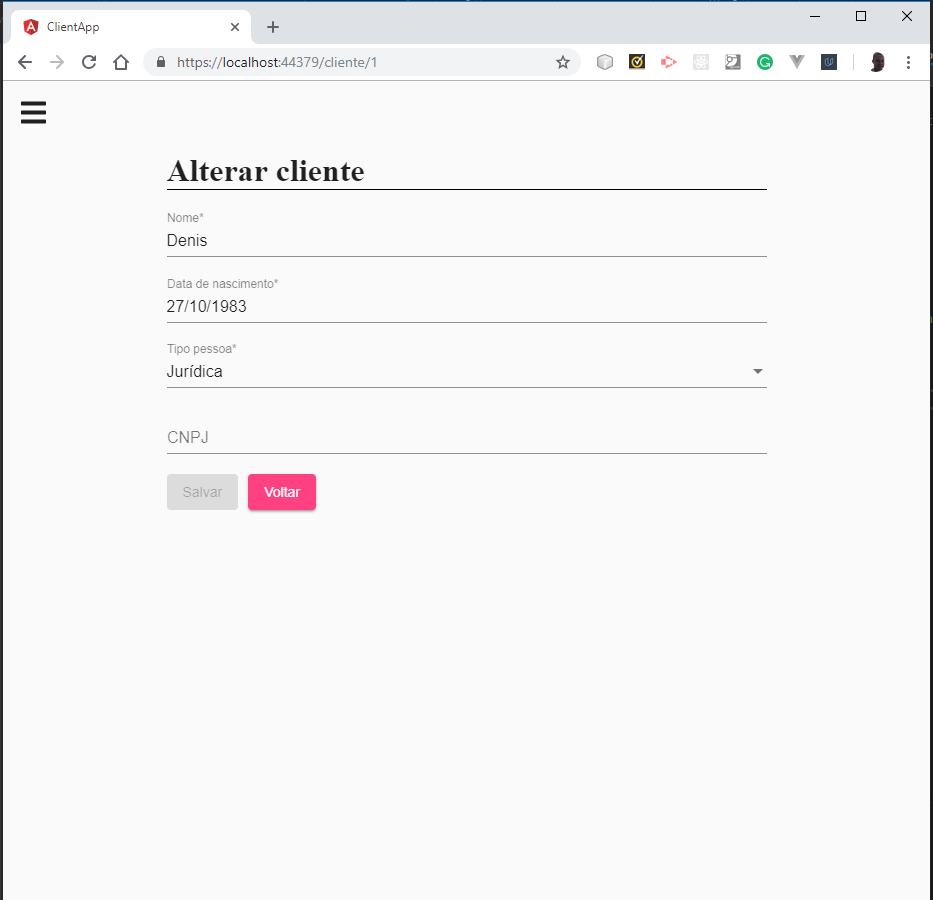 ClientApp
https://localhost:44379/cliente/1
Alterar cliente
Nome*
Denis
Data de nascimento*
27/10/1983
Tipo pessoa*
Jurídica
CNPJ
Salvar Voltar